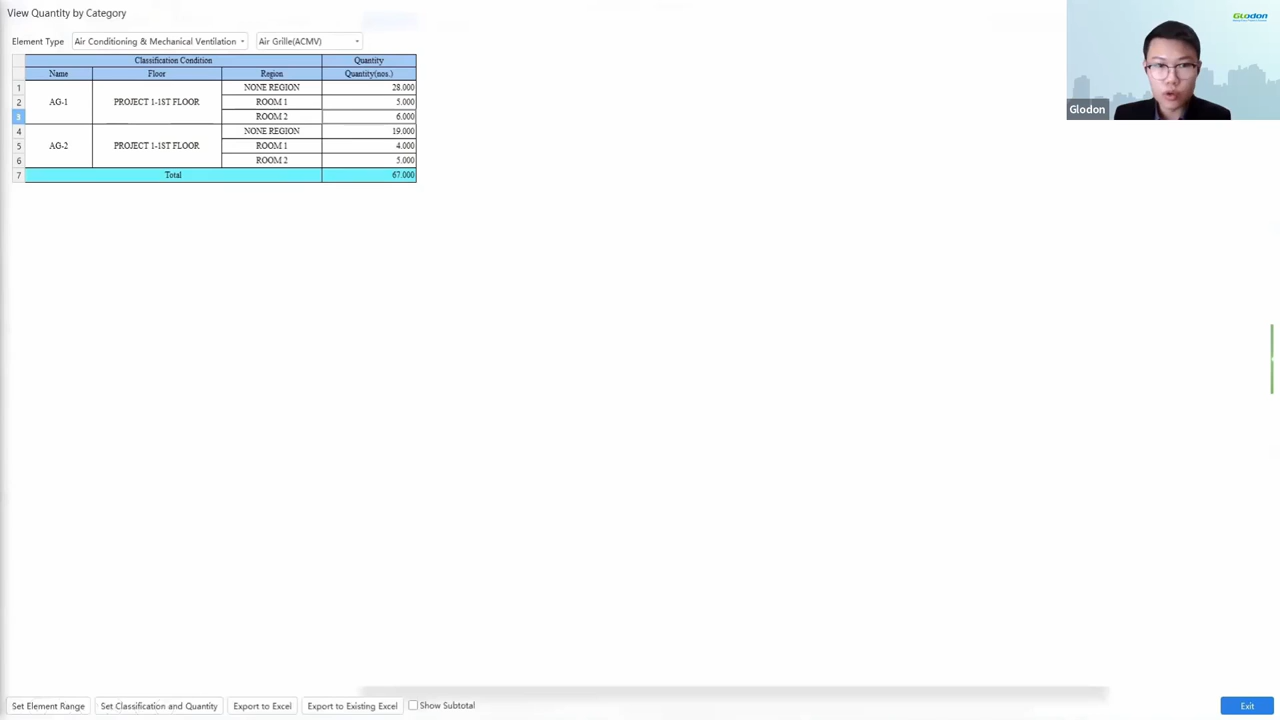 View Quantity by Category
Glodon
Element Type Air Conditioning & Mechanical Ventilation Air Grille(ACMV)
Classification Condition Quantity
Name Floor Region Quantity(nos.)
1 NONE REGION 28.000
2 AG-1 PROJECT 1-1ST FLOOR ROOM 1 5.000
3 ROOM 2 6.000
4 NONE REGION 19.000
5 AG-2 PROJECT 1-1ST FLOOR ROOM 1 4.000
6 ROOM 2 5.000
7 Total 67.000
Glodon
Set Element Range Set Classification and Quantity Export to Excel Export to Existing Excel Show Subtotal Exit